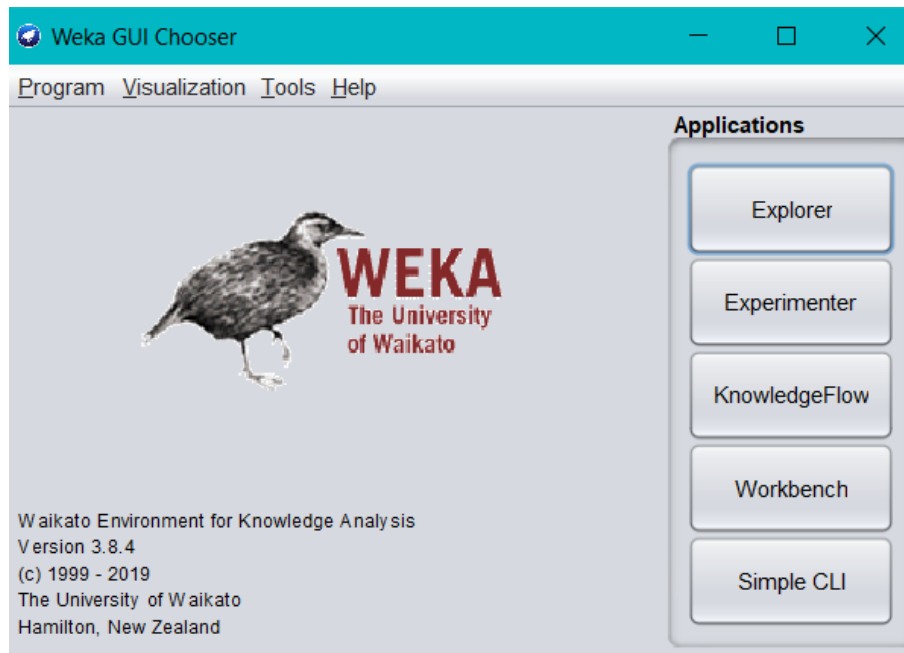 Weka GUI Chooser
Program Visualization Tools Help
Applications
Explorer
Experimenter
KnowledgeFlow
Workbench
Simple CLI
WEKA
The University
of Waikato
Waikato Environment for Knowledge Analysis
Version 3.8.4
(c) 1999 - 2019
The University of Waikato
Hamilton, New Zealand